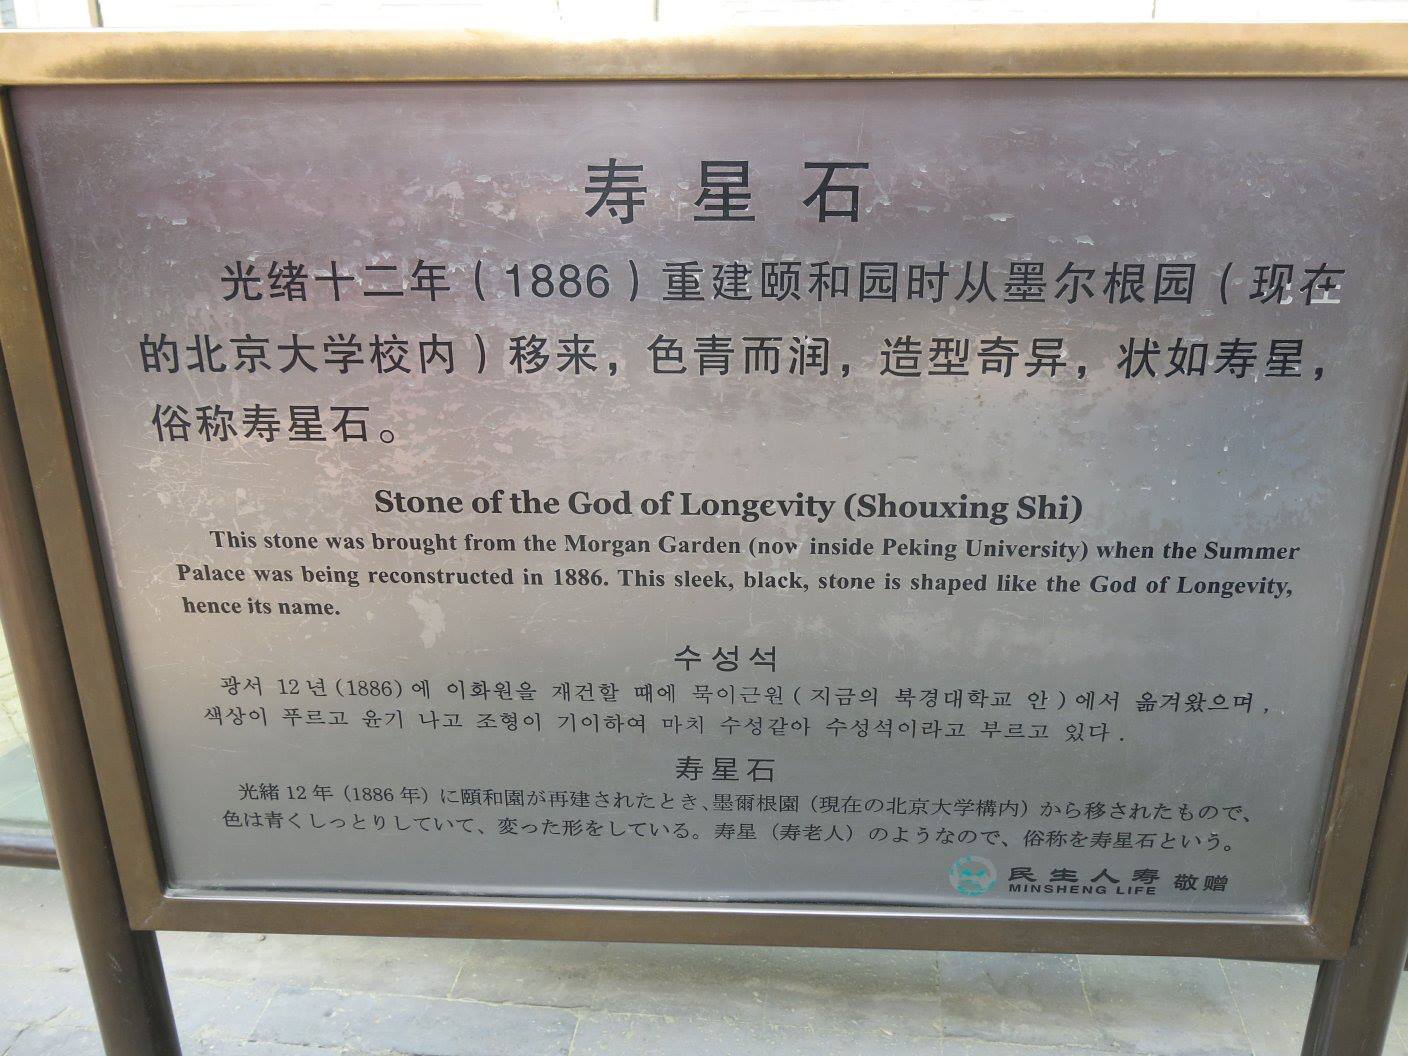 寿星石
光绪十二年（1886）重建颐和园时从墨尔根园（现在
的北京大学校内）移来，色青而润，造型奇异，状如寿星，
俗称寿星石。
Stone of the God of Longevity (Shouxing Shi)
This stone was brought from the Morgan Garden (now inside Peking University) when the Summer
Palace was being reconstructed in 1886. This sleek, black, stone is shaped like the God of Longevity,
hence its name.
수성석
광서 12년(1886)에 이화원을 재건할 때에 묵이근원(지금의 북경대학교 안)에서 옮겨왔으며,
색상이 푸르고 윤기 나고 조형이 기이하여 마치 수성같아 수성석이라고 부르고 있다.
寿星石
光緒12年（1886年）に頤和園が再建されたとき、墨爾根園（現在の北京大学構内）から移されたもので、
色は青くしっとりしていて、変った形をしている。寿星（寿老人）のようなので、俗称を寿星石という。
民生人寿 敬赠
MINSHENG LIFE